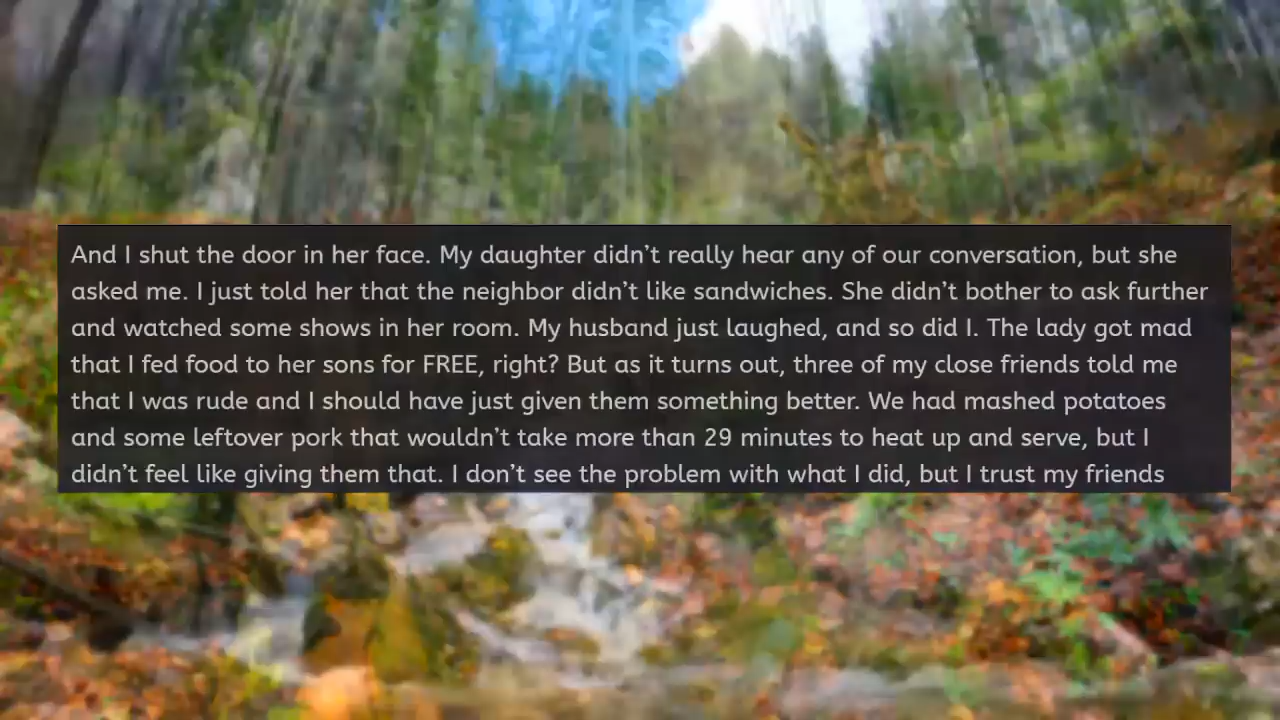 And I shut the door in her face. My daughter didn’t really hear any of our conversation, but she
asked me. I just told her that the neighbor didn’t like sandwiches. She didn’t bother to ask further
and watched some shows in her room. My husband just laughed, and so did I. The lady got mad
that I fed food to her sons for FREE, right? But as it turns out, three of my close friends told me
that I was rude and I should have just given them something better. We had mashed potatoes
and some leftover pork that wouldn’t take more than 29 minutes to heat up and serve, but I
didn’t feel like giving them that. I don’t see the problem with what I did, but I trust my friends